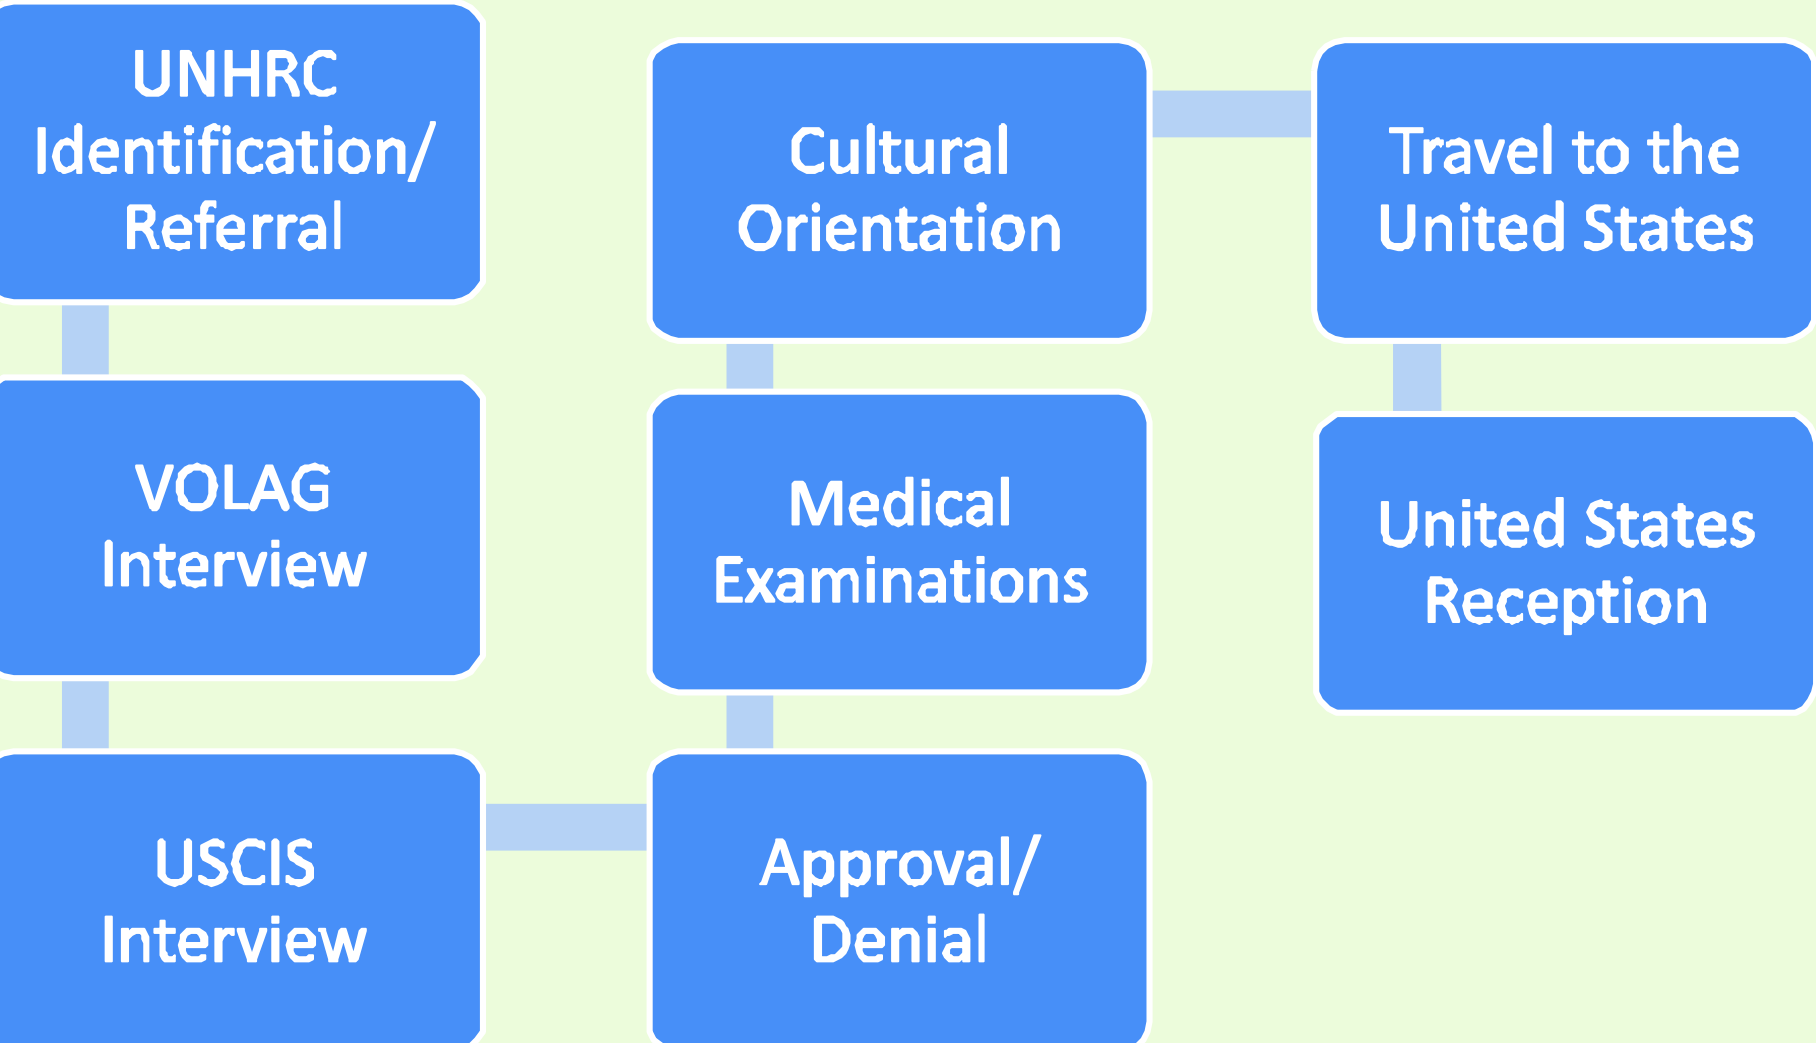 UNHRC
Identification/
Referral
VOLAG
Interview
USCIS
Interview
Approval/
Denial
Medical
Examinations
Cultural
Orientation
Travel to the
United States
United States
Reception